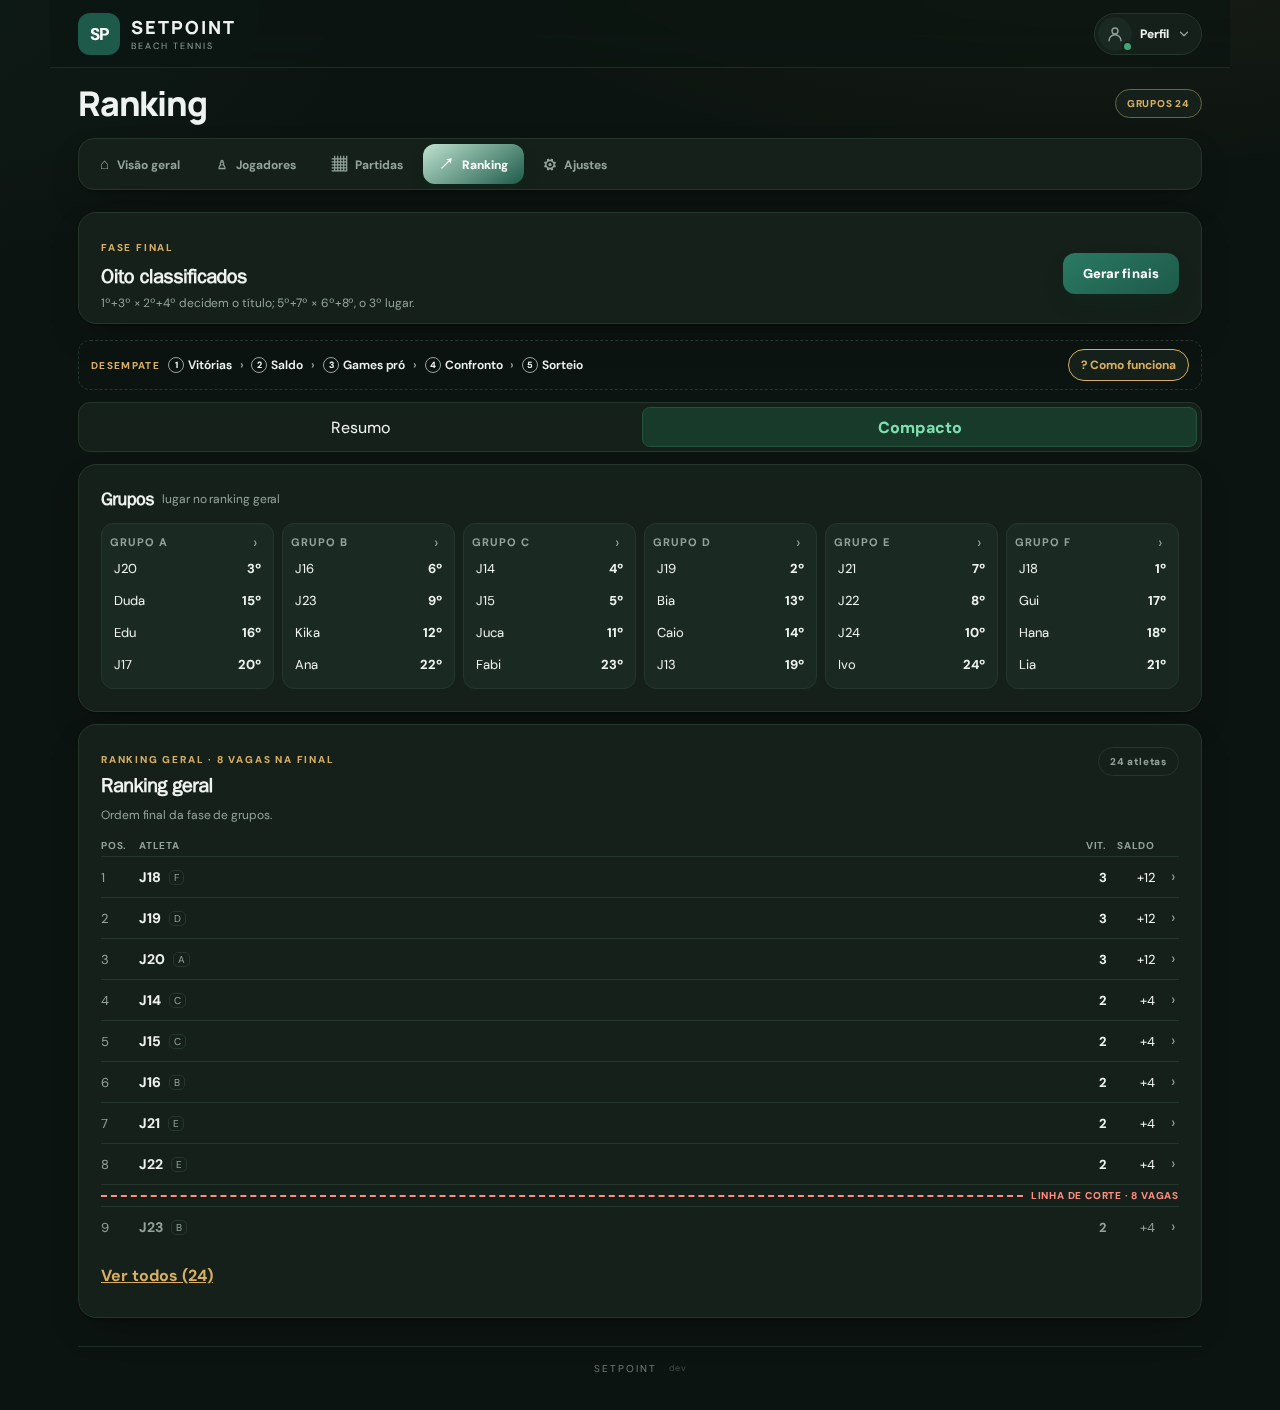 SP
SETPOINT
BEACH TENNIS
Perfil
Ranking
GRUPOS 24
Visão geral
Jogadores
Partidas
Ranking
Ajustes
FASE FINAL
Oito classificados
1º+3º × 2º+4º decidem o título; 5º+7º × 6º+8º, o 3º lugar.
Gerar finais
DESEMPATE 1 Vitórias › 2 Saldo › 3 Games pró › 4 Confronto › 5 Sorteio
? Como funciona
Resumo
Compacto
Grupos lugar no ranking geral
GRUPO A ›
J20 3º
Duda 15º
Edu 16º
J17 20º
GRUPO B ›
J16 6º
J23 9º
Kika 12º
Ana 22º
GRUPO C ›
J14 4º
J15 5º
Juca 11º
Fabi 23º
GRUPO D ›
J19 2º
Bia 13º
Caio 14º
J13 19º
GRUPO E ›
J21 7º
J22 8º
J24 10º
Ivo 24º
GRUPO F ›
J18 1º
Gui 17º
Hana 18º
Lia 21º
RANKING GERAL · 8 VAGAS NA FINAL
Ranking geral
24 atletas
Ordem final da fase de grupos.
POS. ATLETA VIT. SALDO
1 J18 F 3 +12 ›
2 J19 D 3 +12 ›
3 J20 A 3 +12 ›
4 J14 C 2 +4 ›
5 J15 C 2 +4 ›
6 J16 B 2 +4 ›
7 J21 E 2 +4 ›
8 J22 E 2 +4 ›
LINHA DE CORTE · 8 VAGAS
9 J23 B 2 +4 ›
Ver todos (24)
SETPOINT dev